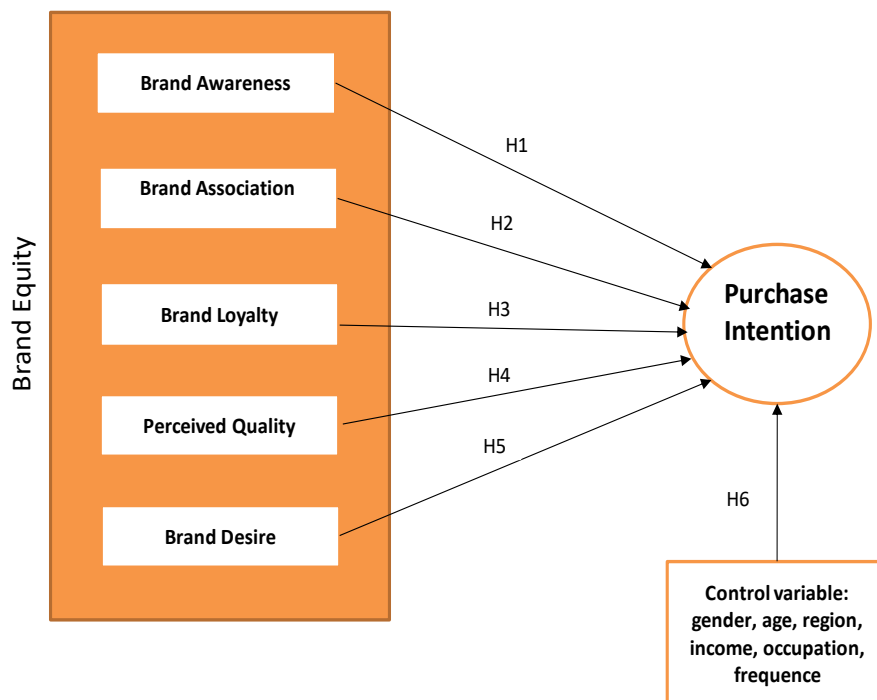 Brand Equity
Brand Awareness
Brand Association
Brand Loyalty
Perceived Quality
Brand Desire
H1
H2
H3
H4
H5
Purchase
Intention
H6
Control variable:
gender, age, region,
income, occupation,
frequence